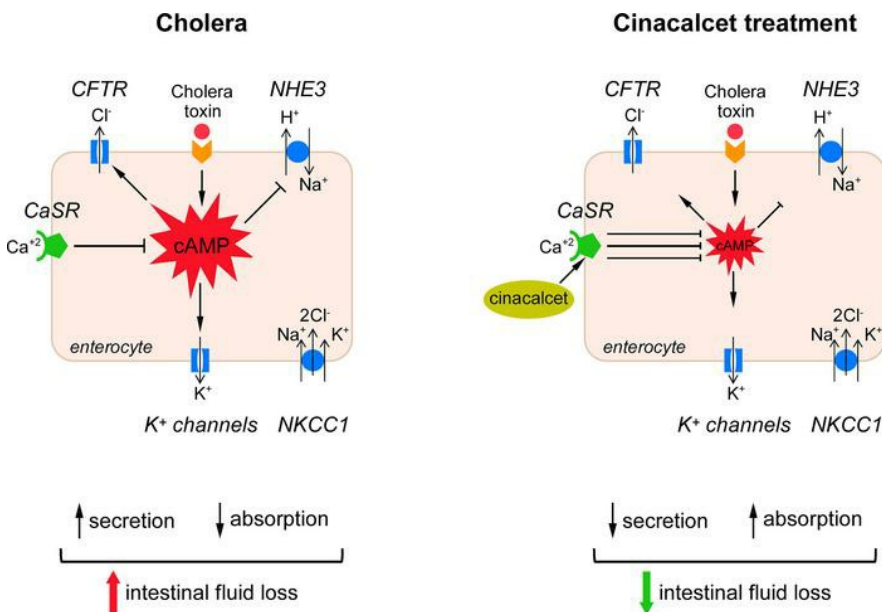 Cholera
CFTR
Cl⁻
Cholera
toxin
NHE3
H⁺
Na⁺
CaSR
Ca⁺²
cAMP
enterocyte
Na⁺
2Cl⁻
K⁺
K⁺
K⁺ channels
NKCC1
secretion
absorption
intestinal fluid loss
Cinacalcet treatment
CFTR
Cl⁻
Cholera
toxin
NHE3
H⁺
Na⁺
CaSR
Ca⁺²
cAMP
cinacalcet
enterocyte
Na⁺
2Cl⁻
K⁺
K⁺
K⁺ channels
NKCC1
secretion
absorption
intestinal fluid loss